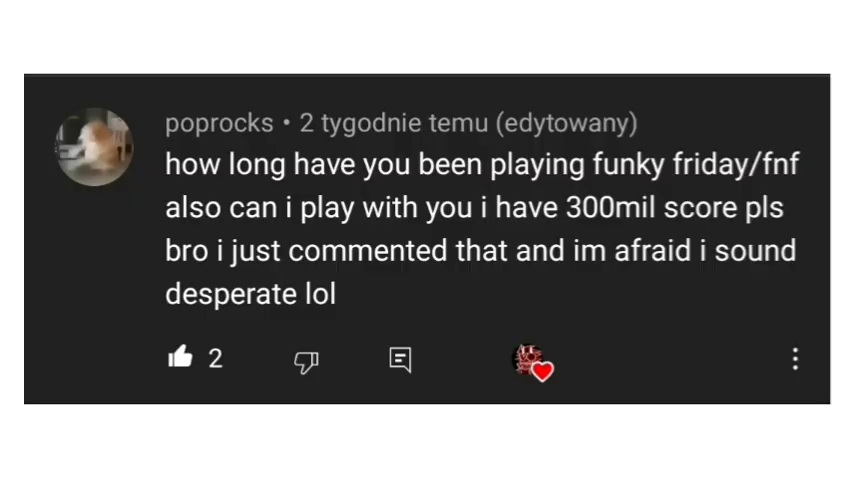 poprocks • 2 tygodnie temu (edytowany)
how long have you been playing funky friday/fnf
also can i play with you i have 300mil score pls
bro i just commented that and im afraid i sound
desperate lol
2